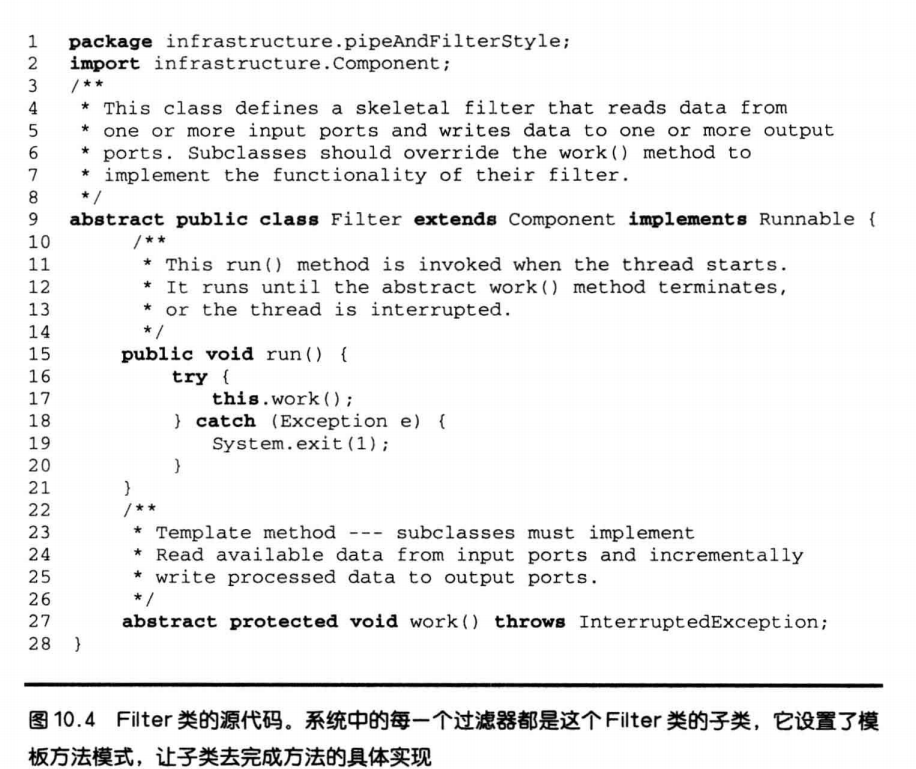 1 package infrastructure.pipeAndFilterStyle;
2 import infrastructure.Component;
3 /**
4  * This class defines a skeletal filter that reads data from
5  * one or more input ports and writes data to one or more output
6  * ports. Subclasses should override the work() method to
7  * implement the functionality of their filter.
8  */
9 abstract public class Filter extends Component implements Runnable {
10      /**
11       * This run() method is invoked when the thread starts.
12       * It runs until the abstract work() method terminates,
13       * or the thread is interrupted.
14       */
15     public void run() {
16         try {
17            this.work();
18         } catch (Exception e) {
19            System.exit(1);
20         }
21     }
22     /**
23      * Template method --- subclasses must implement
24      * Read available data from input ports and incrementally
25      * write processed data to output ports.
26      */
27     abstract protected void work() throws InterruptedException;
28 }
图 10.4 Filter 类的源代码。系统中的每一个过滤器都是这个 Filter 类的子类，它设置了模
板方法模式，让子类去完成方法的具体实现